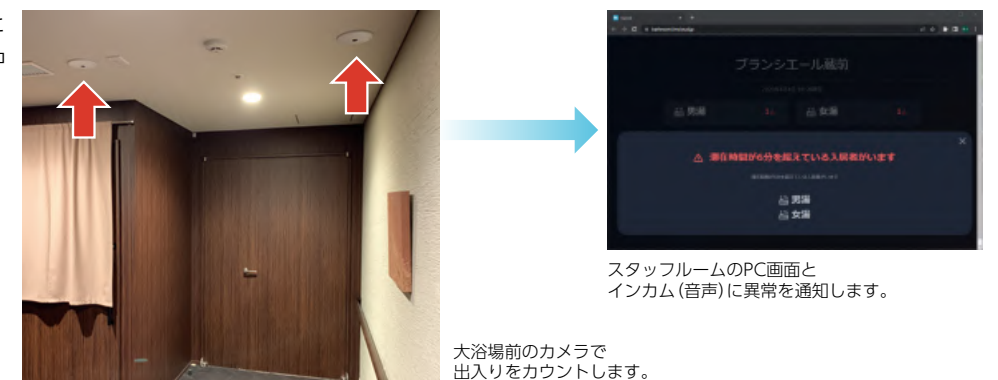 ブランシエール蔵前
男湯
女湯
滞在時間が6分を超えている入居者がいます
男湯
女湯
スタッフルームのPC画面と
インカム（音声）に異常を通知します。
大浴場前のカメラで
出入りをカウントします。